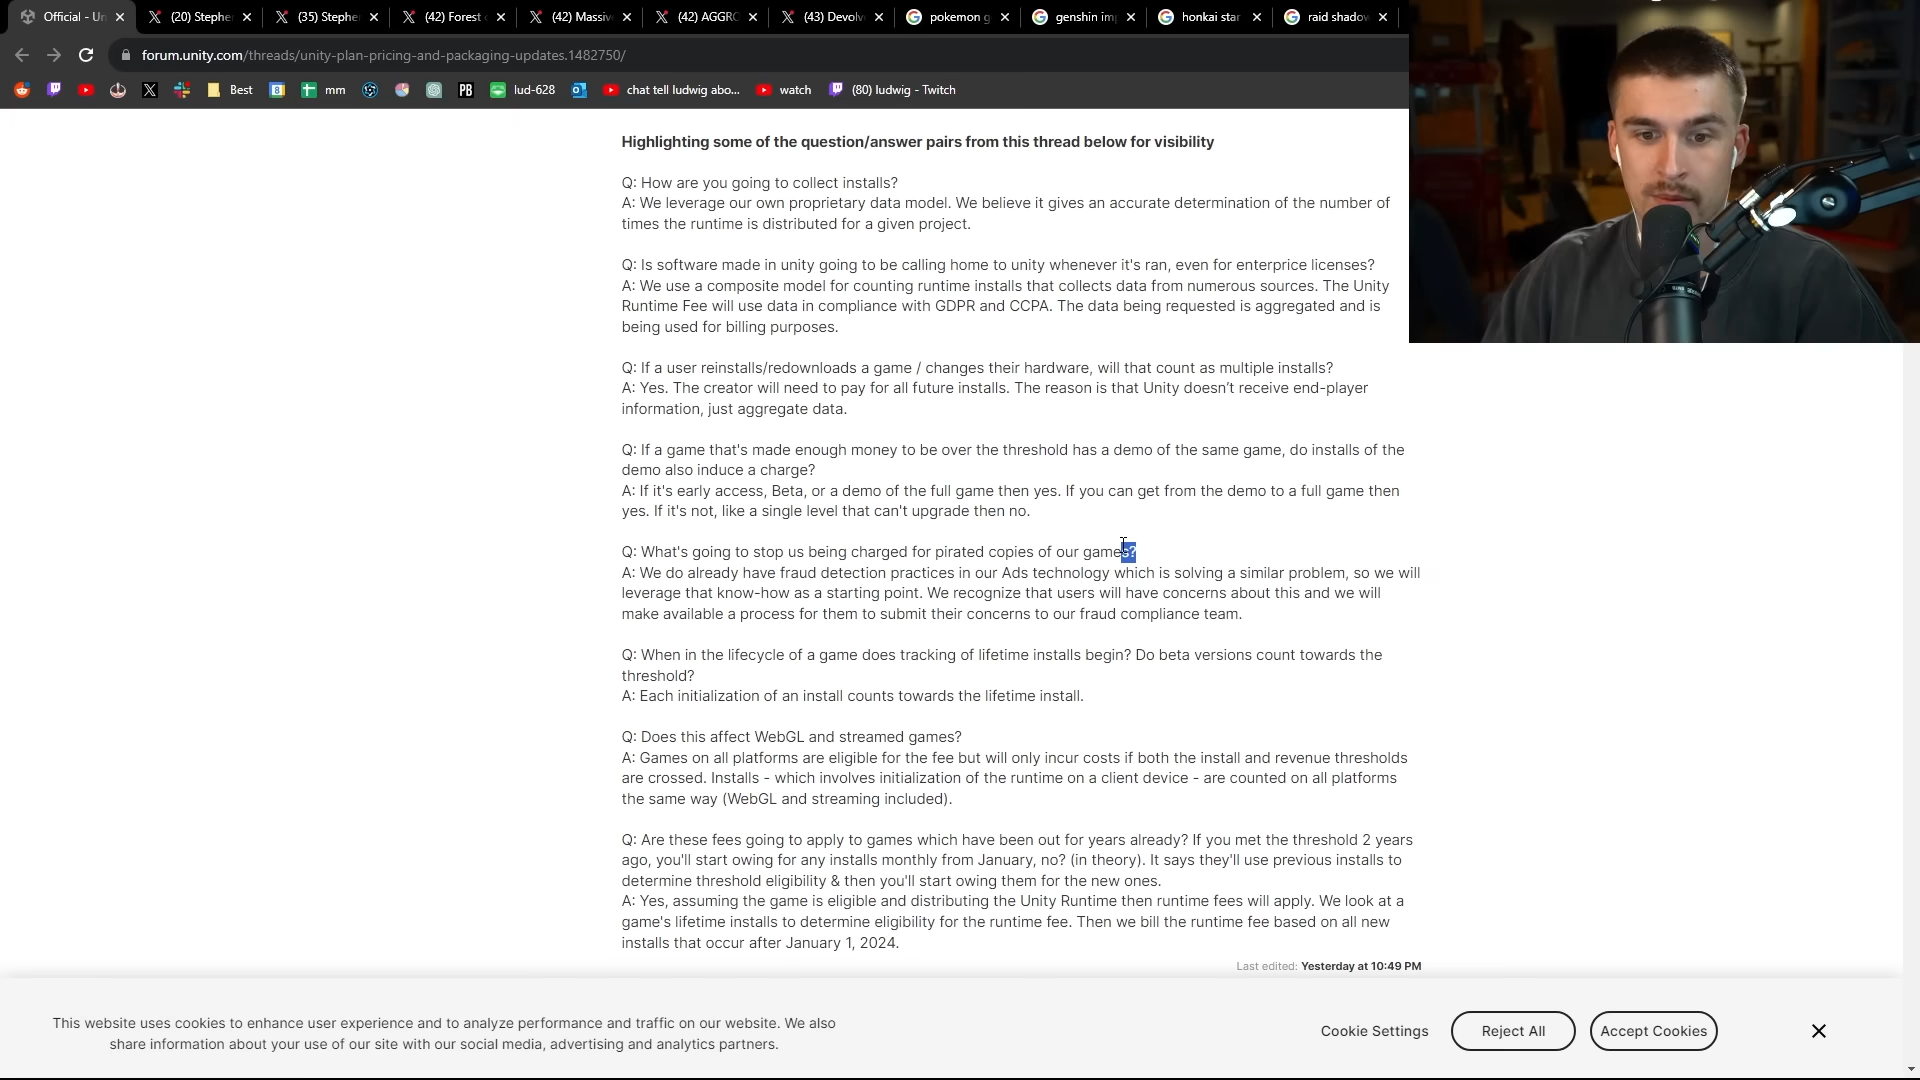 Official - Un
(20) Stephe
(35) Stephe
(42) Forest
(42) Massiv
(42) AGGRO
(43) Devolv
pokemon g
genshin im
honkai star
raid shado
forum.unity.com/threads/unity-plan-pricing-and-packaging-updates.1482750/
Best
mm
PB
lud-628
chat tell ludwig abo...
watch
(80) ludwig - Twitch
Highlighting some of the question/answer pairs from this thread below for visibility
Q: How are you going to collect installs?
A: We leverage our own proprietary data model. We believe it gives an accurate determination of the number of
times the runtime is distributed for a given project.
Q: Is software made in unity going to be calling home to unity whenever it's ran, even for enterprice licenses?
A: We use a composite model for counting runtime installs that collects data from numerous sources. The Unity
Runtime Fee will use data in compliance with GDPR and CCPA. The data being requested is aggregated and is
being used for billing purposes.
Q: If a user reinstalls/redownloads a game / changes their hardware, will that count as multiple installs?
A: Yes. The creator will need to pay for all future installs. The reason is that Unity doesn’t receive end-player
information, just aggregate data.
Q: If a game that's made enough money to be over the threshold has a demo of the same game, do installs of the
demo also induce a charge?
A: If it's early access, Beta, or a demo of the full game then yes. If you can get from the demo to a full game then
yes. If it's not, like a single level that can't upgrade then no.
Q: What's going to stop us being charged for pirated copies of our games?
A: We do already have fraud detection practices in our Ads technology which is solving a similar problem, so we will
leverage that know-how as a starting point. We recognize that users will have concerns about this and we will
make available a process for them to submit their concerns to our fraud compliance team.
Q: When in the lifecycle of a game does tracking of lifetime installs begin? Do beta versions count towards the
threshold?
A: Each initialization of an install counts towards the lifetime install.
Q: Does this affect WebGL and streamed games?
A: Games on all platforms are eligible for the fee but will only incur costs if both the install and revenue thresholds
are crossed. Installs - which involves initialization of the runtime on a client device - are counted on all platforms
the same way (WebGL and streaming included).
Q: Are these fees going to apply to games which have been out for years already? If you met the threshold 2 years
ago, you'll start owing for any installs monthly from January, no? (in theory). It says they'll use previous installs to
determine threshold eligibility & then you'll start owing them for the new ones.
A: Yes, assuming the game is eligible and distributing the Unity Runtime then runtime fees will apply. We look at a
game's lifetime installs to determine eligibility for the runtime fee. Then we bill the runtime fee based on all new
installs that occur after January 1, 2024.
Last edited: Yesterday at 10:49 PM
This website uses cookies to enhance user experience and to analyze performance and traffic on our website. We also
share information about your use of our site with our social media, advertising and analytics partners.
Cookie Settings
Reject All
Accept Cookies